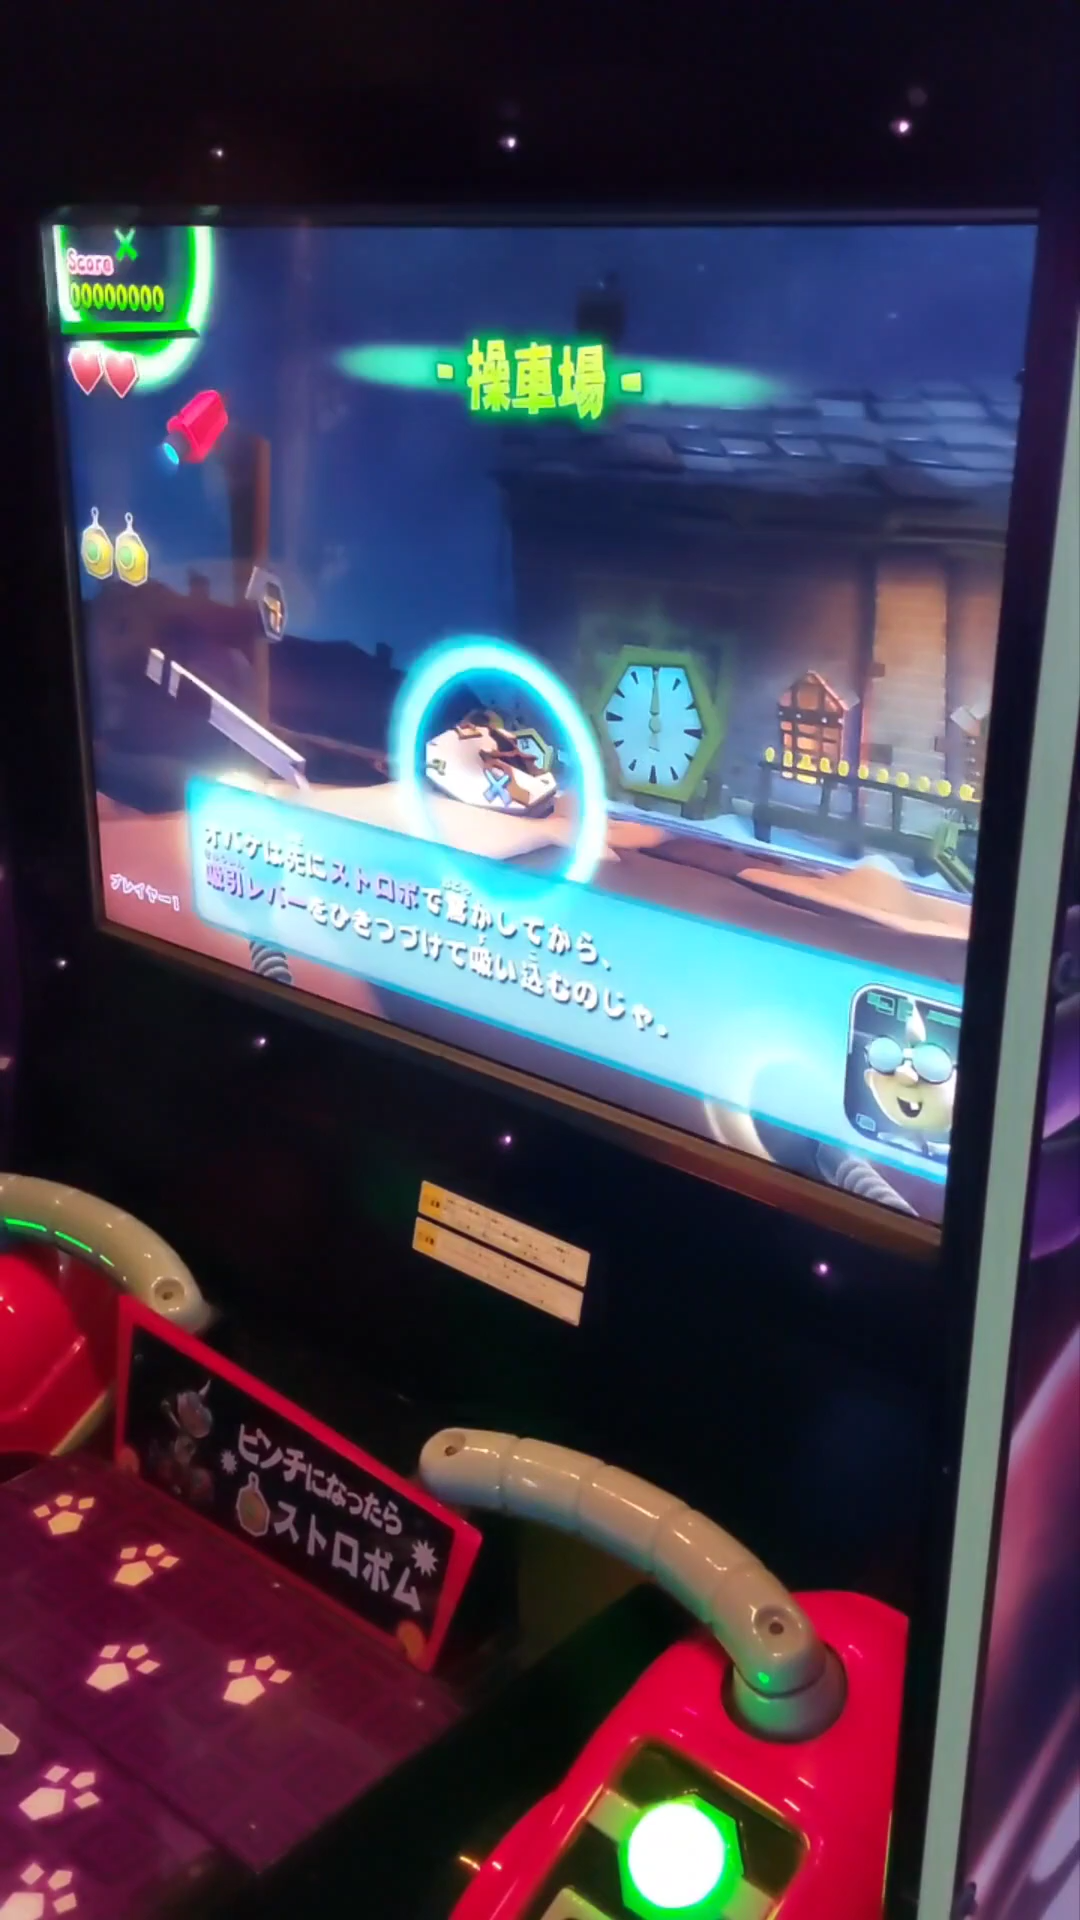 Score
00000000
- 操車場 -
オバケは先にストロボで驚かしてから、
吸引レバーをひきつづけて吸い込むのじゃ。
プレイヤー1
ピンチになったら
ストロボム